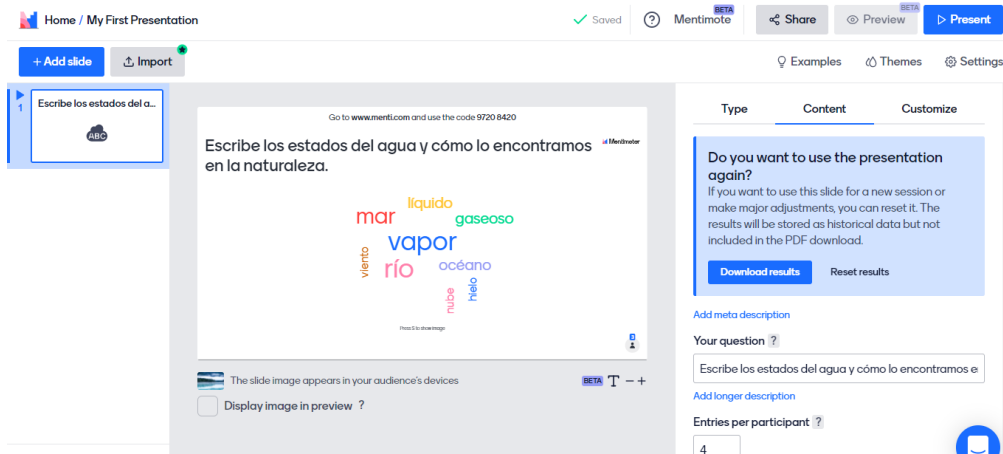 Home / My First Presentation
Saved
?
Mentimote
BETA
Share
Preview
BETA
Present
+ Add slide
Import
Examples
Themes
Settings
1
Escribe los estados del a...
ABC
Go to www.menti.com and use the code 9720 8420
Escribe los estados del agua y cómo lo encontramos
en la naturaleza.
Mentimeter
líquido
mar
gaseoso
vapor
viento
río
océano
nube
hielo
Press S to show image
3
The slide image appears in your audience's devices
BETA T − +
Display image in preview ?
Type
Content
Customize
Do you want to use the presentation
again?
If you want to use this slide for a new session or
make major adjustments, you can reset it. The
results will be stored as historical data but not
included in the PDF download.
Download results
Reset results
Add meta description
Your question ?
Escribe los estados del agua y cómo lo encontramos e
Add longer description
Entries per participant ?
4